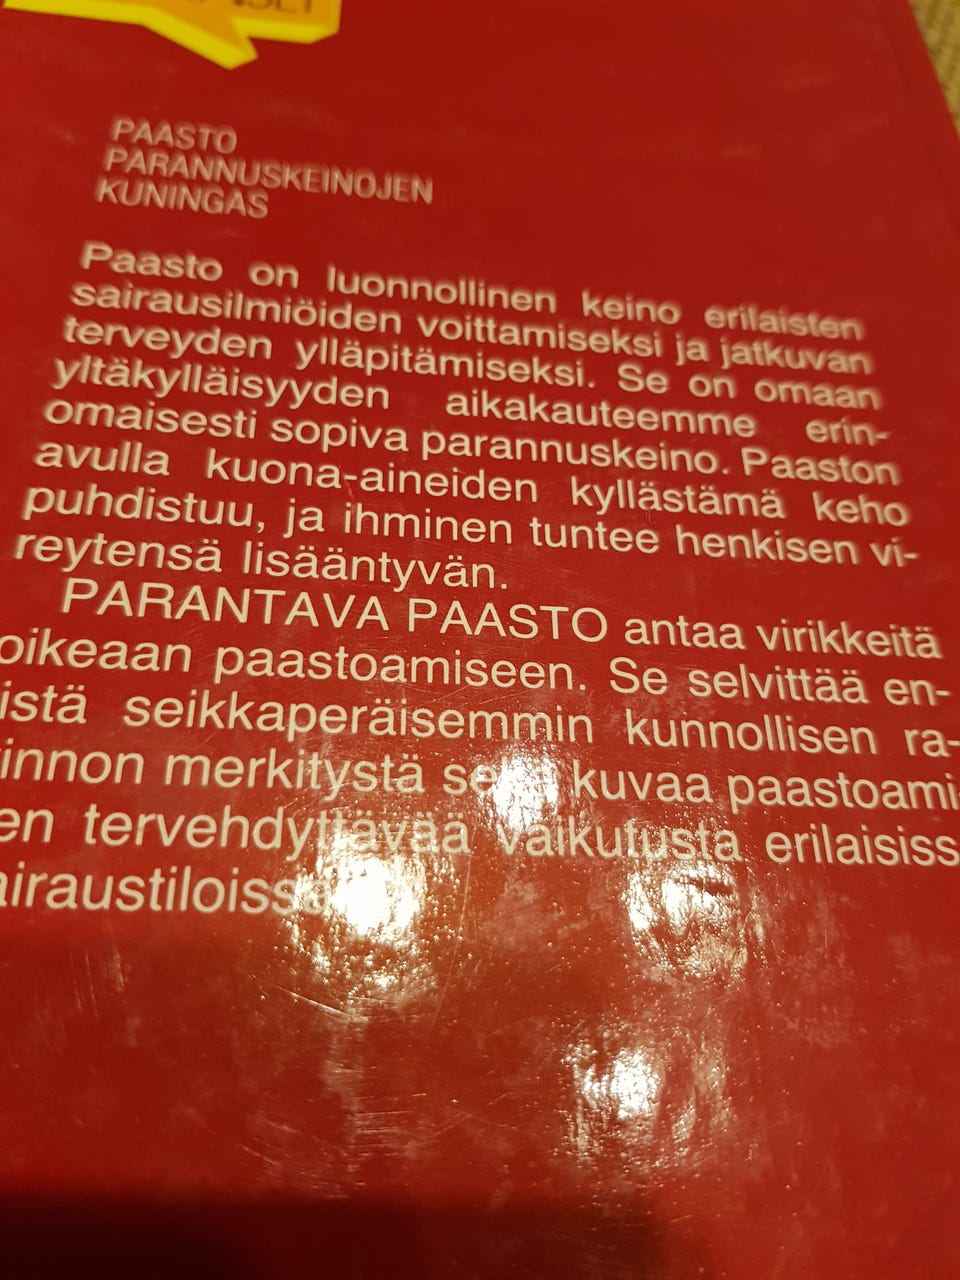 PAASTO
PARANNUSKEINOJEN
KUNINGAS
Paasto on luonnollinen keino erilaisten
sairausilmiöiden voittamiseksi ja jatkuvan
terveyden ylläpitämiseksi. Se on omaan
yltäkylläisyyden aikakauteemme erin-
omaisesti sopiva parannuskeino. Paaston
avulla kuona-aineiden kyllästämä keho
puhdistuu, ja ihminen tuntee henkisen vi-
reytensä lisääntyvän.
PARANTAVA PAASTO antaa virikkeitä
oikeaan paastoamiseen. Se selvittää en-
istä seikkaperäisemmin kunnollisen ra-
innon merkitystä kuvaa paastoami
en tervehdyttävää vaikutusta erilaisiss
airaustiloissa